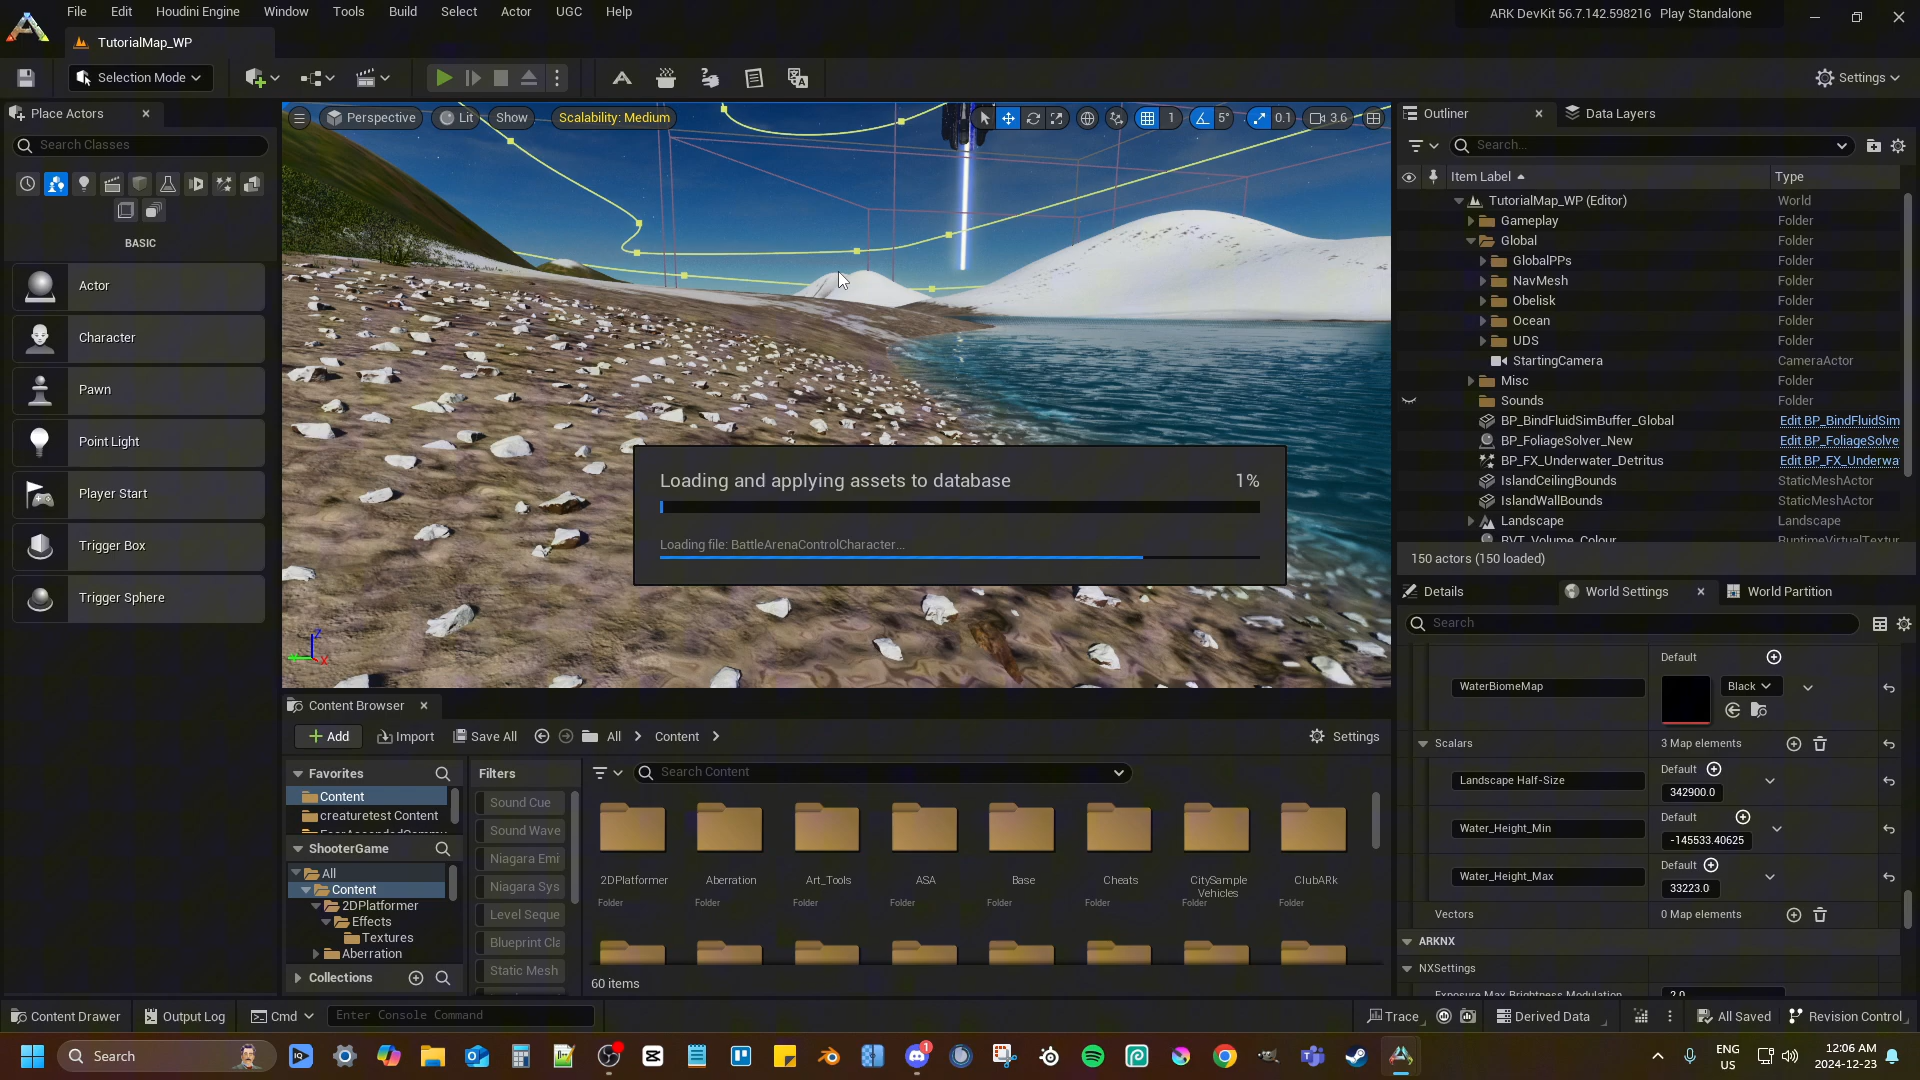 File Edit Houdini Engine Window Tools Build Select Actor UGC Help
ARK DevKit 56.7.142.598216 Play Standalone
TutorialMap_WP
Selection Mode
Settings
Place Actors
Search Classes
BASIC
Actor
Character
Pawn
Point Light
Player Start
Trigger Box
Trigger Sphere
Perspective Lit Show Scalability: Medium
1 5° 0.1 3.6
Z
X
Loading and applying assets to database 1%
Loading file: BattleArenaControlCharacter...
Outliner Data Layers
Search...
Item Label Type
TutorialMap_WP (Editor) World
Gameplay Folder
Global Folder
GlobalPPs Folder
NavMesh Folder
Obelisk Folder
Ocean Folder
UDS Folder
StartingCamera CameraActor
Misc Folder
Sounds Folder
BP_BindFluidSimBuffer_Global Edit BP_BindFluidSim
BP_FoliageSolver_New Edit BP_FoliageSolve
BP_FX_Underwater_Detritus Edit BP_FX_Underwa
IslandCeilingBounds StaticMeshActor
IslandWallBounds StaticMeshActor
Landscape Landscape
RVT_Volume_Colour RuntimeVirtualTextur
150 actors (150 loaded)
Details World Settings World Partition
Search
Default
WaterBiomeMap Black
Scalars 3 Map elements
Default
Landscape Half-Size
342900.0
Default
Water_Height_Min
-145533.40625
Default
Water_Height_Max
33223.0
Vectors 0 Map elements
ARKNX
NXSettings
Exposure Max Brightness Modulation 2.0
Content Browser
Add Import Save All All Content
Settings
Favorites
Content
creaturetest Content
ShooterGame
All
Content
2DPlatformer
Effects
Textures
Aberration
Collections
Filters
Sound Cue
Sound Wave
Niagara Emi
Niagara Sys
Level Seque
Blueprint Cla
Static Mesh
Search Content
2DPlatformer Aberration Art_Tools ASA Base Cheats CitySample Vehicles ClubARk
Folder Folder Folder Folder Folder Folder Folder Folder
60 items
Content Drawer Output Log Cmd Enter Console Command
Trace Derived Data All Saved Revision Control
Search
1
ENG
US
12:06 AM
2024-12-23